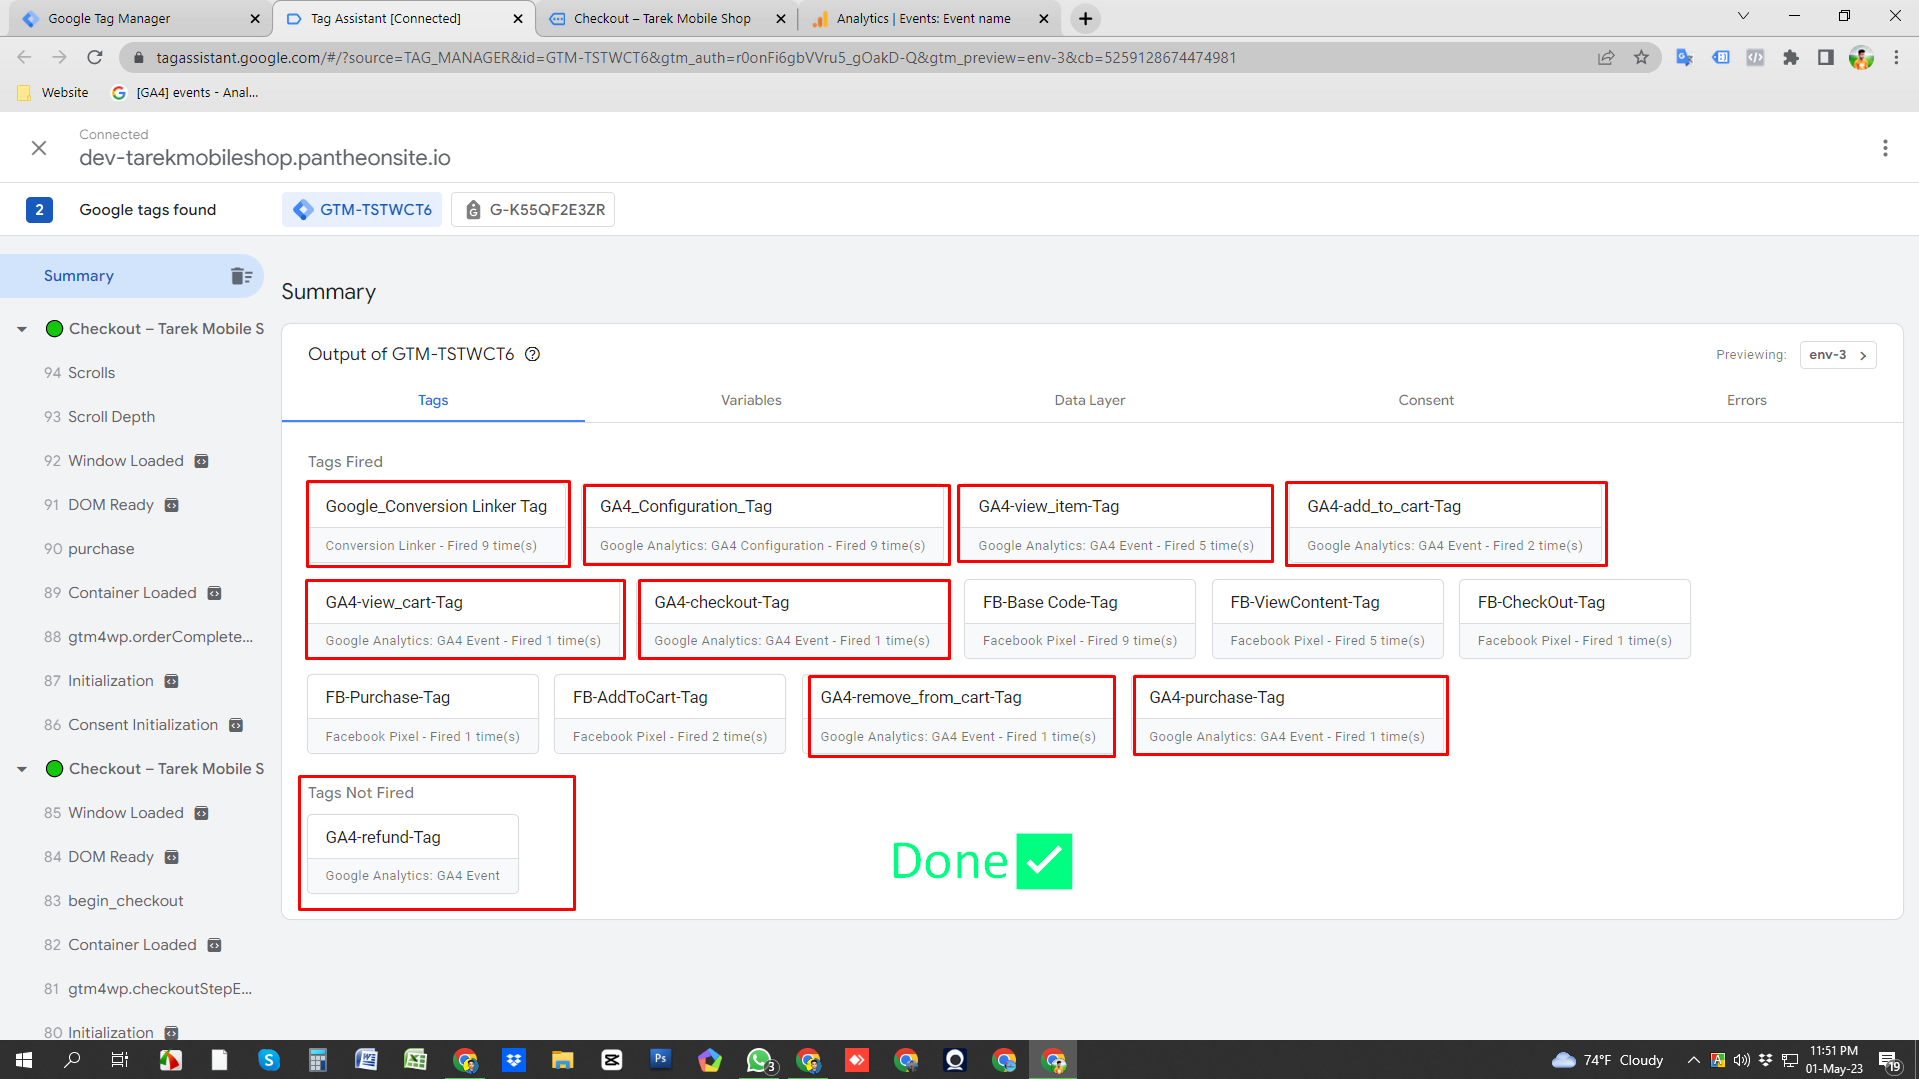 Google Tag Manager
Tag Assistant [Connected]
Checkout – Tarek Mobile Shop
Analytics | Events: Event name
tagassistant.google.com/#/?source=TAG_MANAGER&id=GTM-TSTWCT6&gtm_auth=r0onFi6gbVVru5_gOakD-Q&gtm_preview=env-3&cb=5259128674474981
Website
[GA4] events - Anal...
Connected
dev-tarekmobileshop.pantheonsite.io
2
Google tags found
GTM-TSTWCT6
G-K55QF2E3ZR
Summary
Checkout – Tarek Mobile S
94 Scrolls
93 Scroll Depth
92 Window Loaded
91 DOM Ready
90 purchase
89 Container Loaded
88 gtm4wp.orderComplete...
87 Initialization
86 Consent Initialization
Checkout – Tarek Mobile S
85 Window Loaded
84 DOM Ready
83 begin_checkout
82 Container Loaded
81 gtm4wp.checkoutStepE...
80 Initialization
Summary
Output of GTM-TSTWCT6
Previewing: env-3
Tags
Variables
Data Layer
Consent
Errors
Tags Fired
Google_Conversion Linker Tag
Conversion Linker - Fired 9 time(s)
GA4_Configuration_Tag
Google Analytics: GA4 Configuration - Fired 9 time(s)
GA4-view_item-Tag
Google Analytics: GA4 Event - Fired 5 time(s)
GA4-add_to_cart-Tag
Google Analytics: GA4 Event - Fired 2 time(s)
GA4-view_cart-Tag
Google Analytics: GA4 Event - Fired 1 time(s)
GA4-checkout-Tag
Google Analytics: GA4 Event - Fired 1 time(s)
FB-Base Code-Tag
Facebook Pixel - Fired 9 time(s)
FB-ViewContent-Tag
Facebook Pixel - Fired 5 time(s)
FB-CheckOut-Tag
Facebook Pixel - Fired 1 time(s)
FB-Purchase-Tag
Facebook Pixel - Fired 1 time(s)
FB-AddToCart-Tag
Facebook Pixel - Fired 2 time(s)
GA4-remove_from_cart-Tag
Google Analytics: GA4 Event - Fired 1 time(s)
GA4-purchase-Tag
Google Analytics: GA4 Event - Fired 1 time(s)
Tags Not Fired
GA4-refund-Tag
Google Analytics: GA4 Event
Done
Ps
3
74°F Cloudy
A
11:51 PM
01-May-23
19